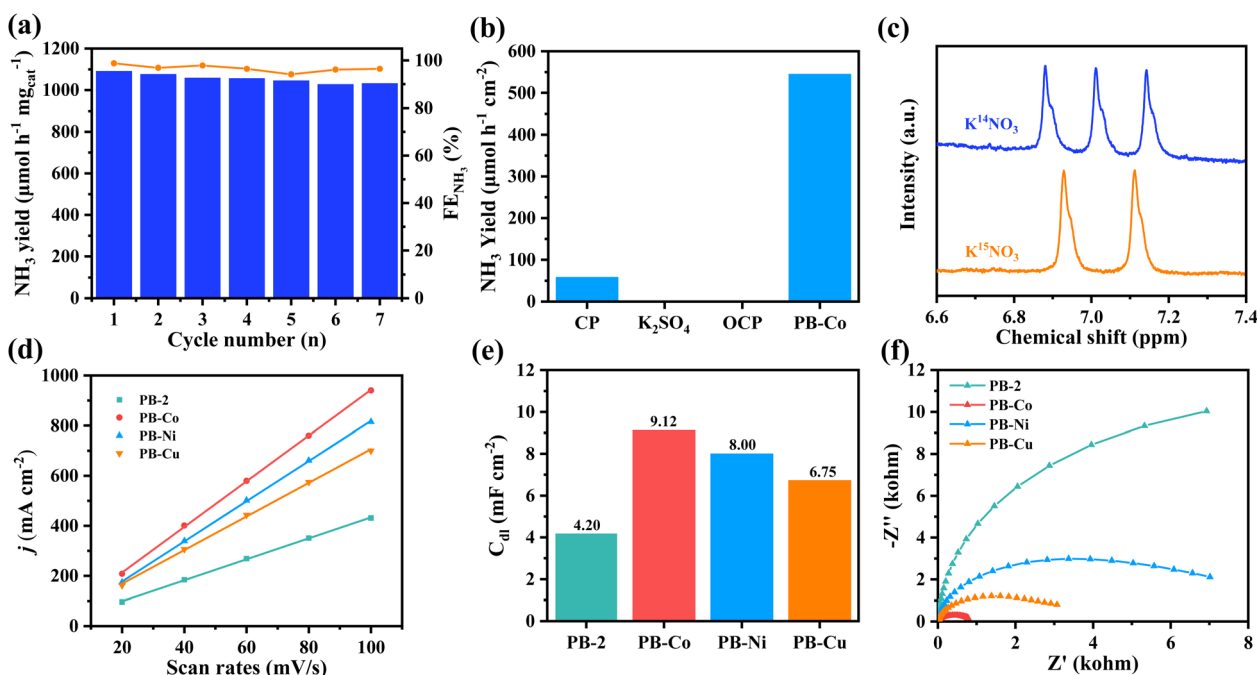 (a)
1200
1000
800
600
400
200
0
NH₃ yield (μmol h⁻¹ mg_cat⁻¹)
100
80
60
40
20
0
FE_NH₃ (%)
1 2 3 4 5 6 7
Cycle number (n)
(b)
600
500
400
300
200
100
0
NH₃ Yield (μmol h⁻¹ cm⁻²)
CP K₂SO₄ OCP PB-Co
(c)
Intensity (a.u.)
K¹⁴NO₃
K¹⁵NO₃
6.6 7.0 7.2 7.4
Chemical shift (ppm)
(d)
1000
800
600
400
200
0
j (mA cm⁻²)
PB-2
PB-Co
PB-Ni
PB-Cu
20 40 60 80 100
Scan rates (mV/s)
(e)
12
10
8
6
4
2
0
C_dl (mF cm⁻²)
4.20
9.12
8.00
6.75
PB-2 PB-Co PB-Ni PB-Cu
(f)
12
10
8
6
4
2
0
-Z'' (kohm)
PB-2
PB-Co
PB-Ni
PB-Cu
0 2 4 6 8
Z' (kohm)